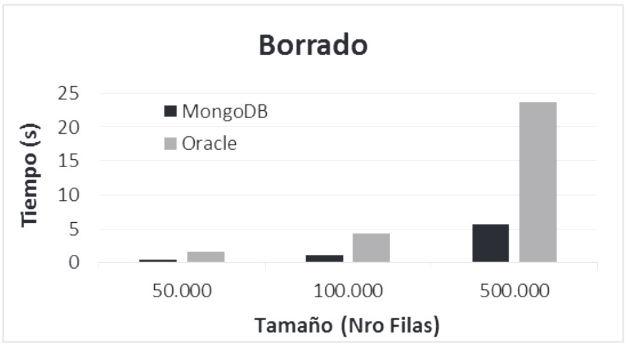 Borrado
25
20
15
10
5
0
Tiempo (s)
MongoDB
Oracle
50.000 100.000 500.000
Tamaño (Nro Filas)